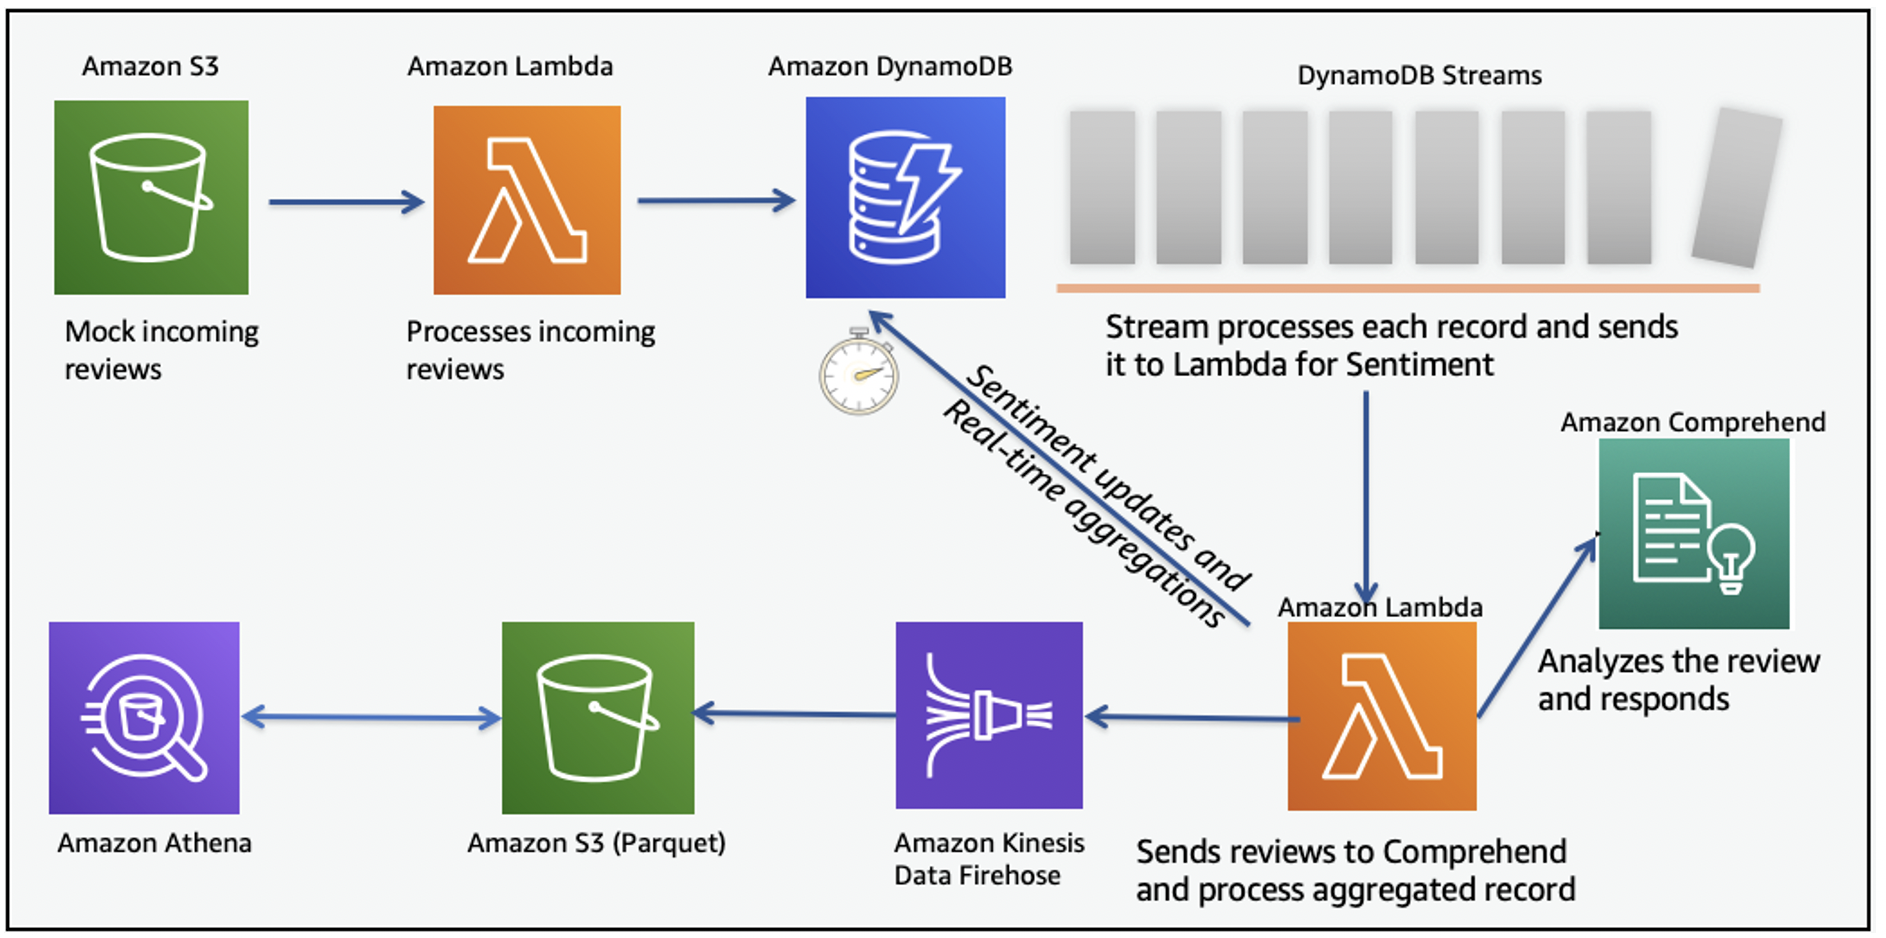 Amazon S3
Amazon Lambda
Amazon DynamoDB
DynamoDB Streams
Mock incoming
reviews
Processes incoming
reviews
Stream processes each record and sends
it to Lambda for Sentiment
Sentiment updates and
Real-time aggregations
Amazon Comprehend
Analyzes the review
and responds
Amazon Lambda
Sends reviews to Comprehend
and process aggregated record
Amazon Kinesis
Data Firehose
Amazon S3 (Parquet)
Amazon Athena